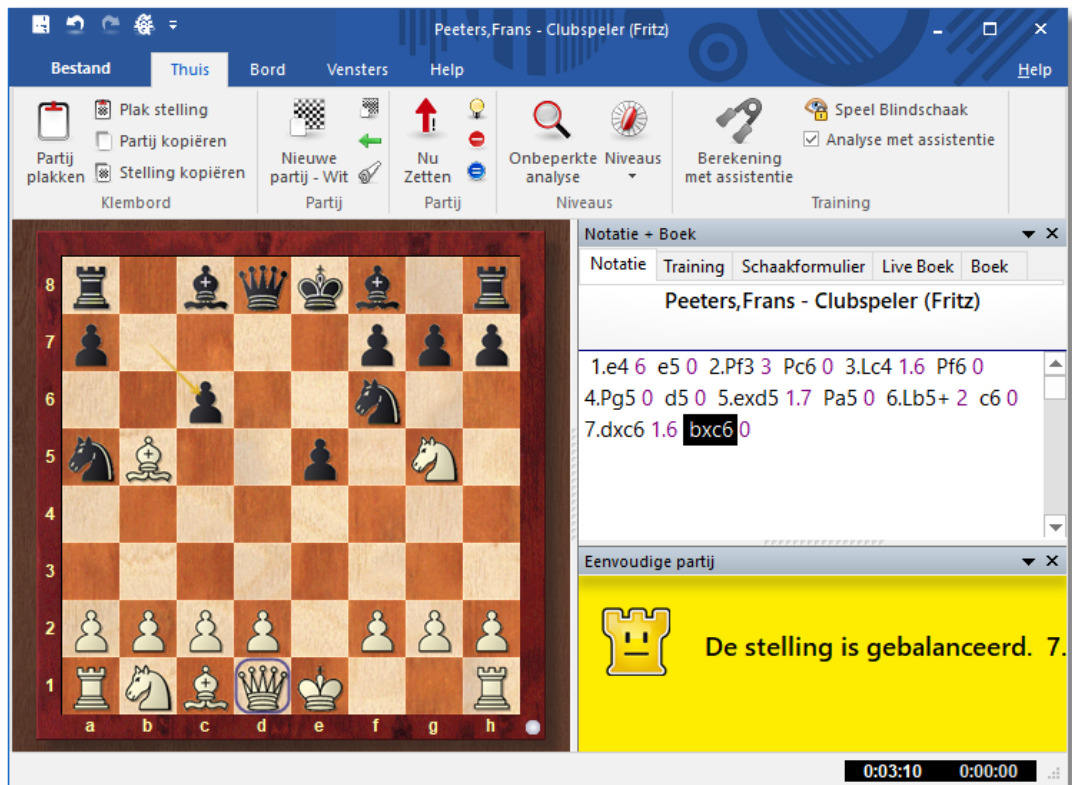 Peeters,Frans - Clubspeler (Fritz)
Bestand Thuis Bord Vensters Help Help
Partij plakken
Plak stelling
Partij kopiëren
Stelling kopiëren
Klembord
Nieuwe
partij - Wit
Partij
Nu
Zetten
Partij
Onbeperkte
analyse
Niveaus
Niveaus
Berekening
met assistentie
Speel Blindschaak
Analyse met assistentie
Training
8
7
6
5
4
3
2
1
a b c d e f g h
Notatie + Boek
Notatie Training Schaakformulier Live Boek Boek
Peeters,Frans - Clubspeler (Fritz)
1.e4 6 e5 0 2.Pf3 3 Pc6 0 3.Lc4 1.6 Pf6 0
4.Pg5 0 d5 0 5.exd5 1.7 Pa5 0 6.Lb5+ 2 c6 0
7.dxc6 1.6 bxc6 0
Eenvoudige partij
De stelling is gebalanceerd. 7.
0:03:10 0:00:00